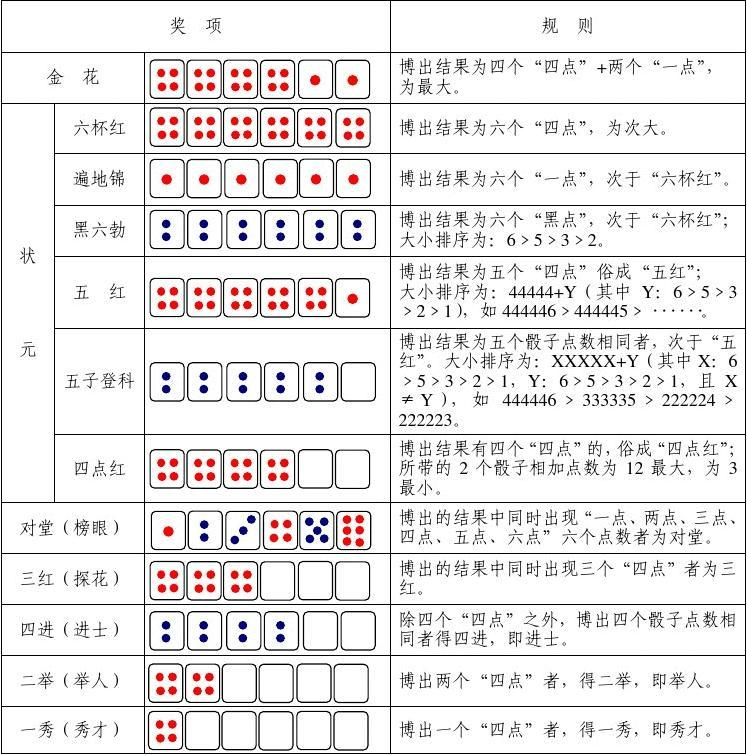 奖 项
规 则
金 花
博出结果为四个“四点”+两个“一点”,
为最大。
状
元
六杯红
博出结果为六个“四点”，为次大。
遍地锦
博出结果为六个“一点”，次于“六杯红”。
黑六勃
博出结果为六个“黑点”，次于“六杯红”；
大小排序为：6>5>3>2。
五 红
博出结果为五个“四点”俗成“五红”；
大小排序为：44444+Y（其中 Y：6>5>3
>2>1），如 444446>444445> ······。
五子登科
博出结果为五个骰子点数相同者，次于“五
红”。大小排序为：XXXXX+Y（其中 X：6
>5>3>2>1，Y：6>5>3>2>1，且 X
≠ Y），如 444446 > 333335 > 222224 >
222223。
四点红
博出结果有四个“四点”的，俗成“四点红”；
所带的 2 个骰子相加点数为 12 最大，为 3
最小。
对堂（榜眼）
博出的结果中同时出现“一点、两点、三点、
四点、五点、六点”六个点数者为对堂。
三红（探花）
博出的结果中同时出现三个“四点”者为三
红。
四进（进士）
除四个“四点”之外，博出四个骰子点数相
同者得四进，即进士。
二举（举人）
博出两个“四点”者，得二举，即举人。
一秀（秀才）
博出一个“四点”者，得一秀，即秀才。